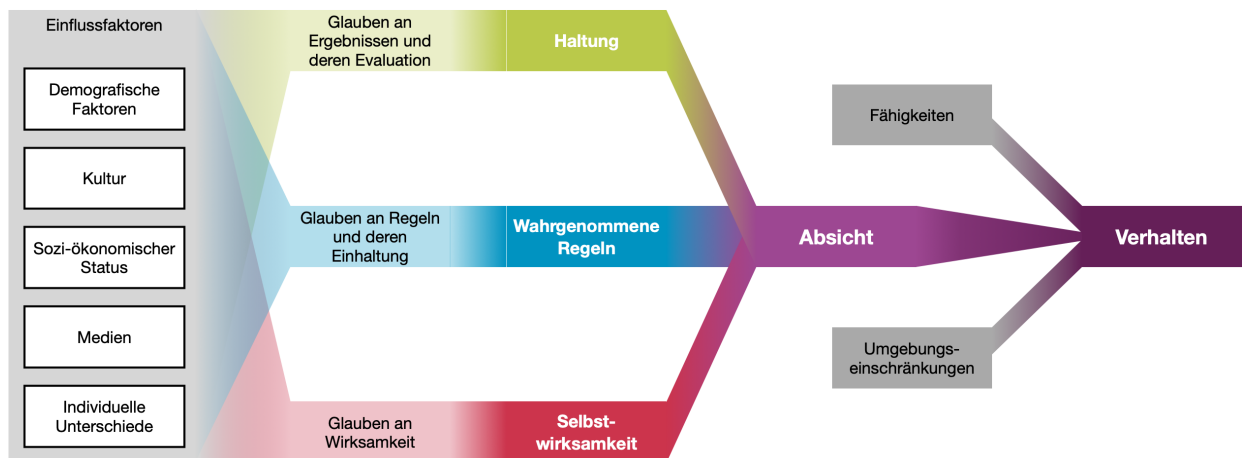 Einflussfaktoren
Demografische
Faktoren
Kultur
Sozi-ökonomischer
Status
Medien
Individuelle
Unterschiede
Glauben an
Ergebnissen und
deren Evaluation
Haltung
Glauben an Regeln
und deren
Einhaltung
Wahrgenommene
Regeln
Glauben an
Wirksamkeit
Selbst-
wirksamkeit
Absicht
Fähigkeiten
Umgebungs-
einschränkungen
Verhalten